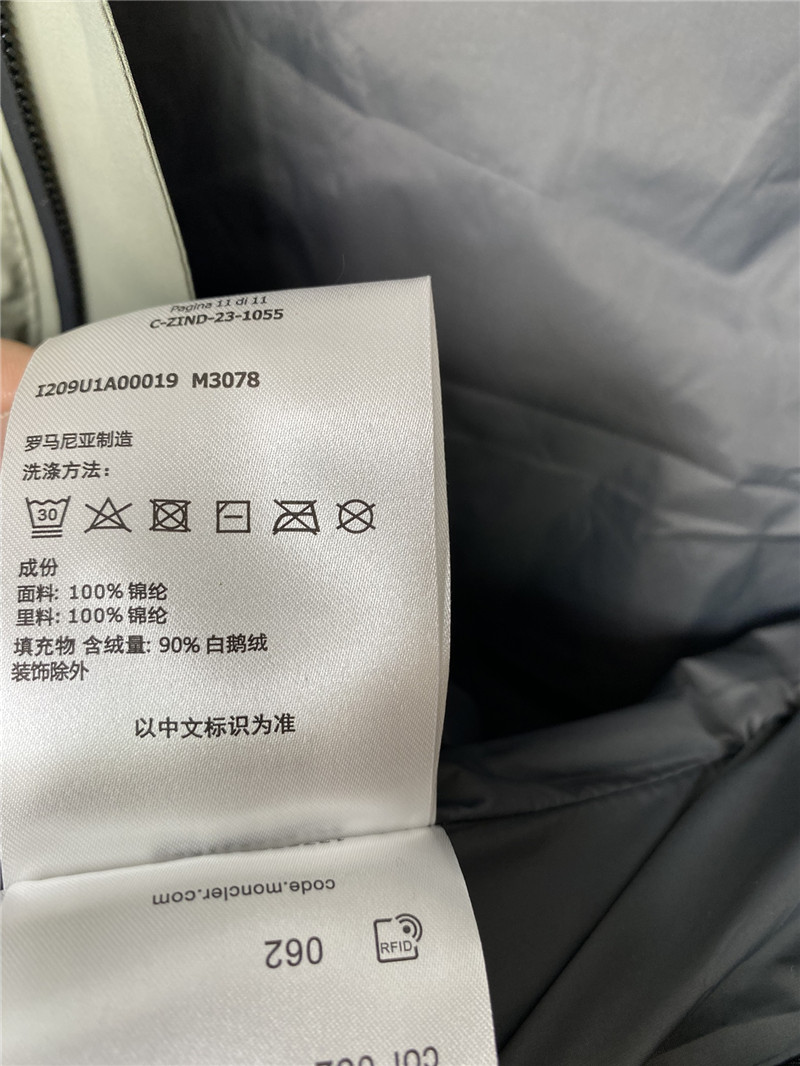 Pagina 11 di 11
C-ZIND-23-1055
I209U1A00019 M3078
罗马尼亚制造
洗涤方法：
30
成份
面料: 100% 锦纶
里料: 100% 锦纶
填充物 含绒量: 90% 白鹅绒
装饰除外
以中文标识为准
code.moncler.com
062
RFID